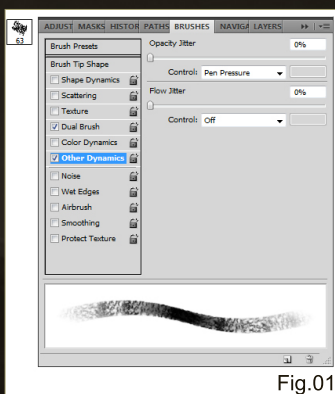 63
ADJUST MASKS HISTOR PATHS BRUSHES NAVIGA LAYERS
Brush Presets
Brush Tip Shape
Shape Dynamics
Scattering
Texture
Dual Brush
Color Dynamics
Other Dynamics
Noise
Wet Edges
Airbrush
Smoothing
Protect Texture
Opacity Jitter 0%
Control: Pen Pressure
Flow Jitter 0%
Control: Off
Fig.01